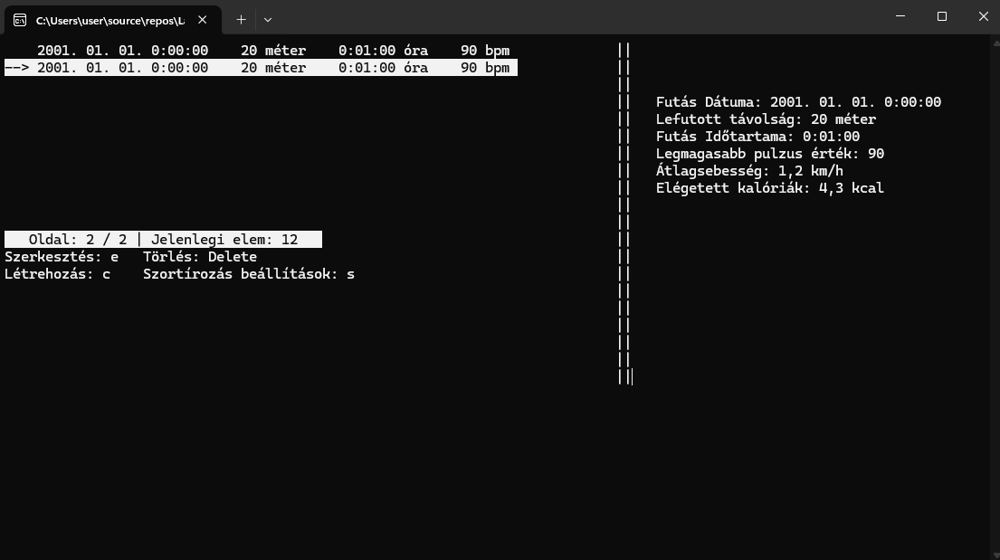 C:\Users\user\source\repos\L
2001. 01. 01. 0:00:00 20 méter 0:01:00 óra 90 bpm
--> 2001. 01. 01. 0:00:00 20 méter 0:01:00 óra 90 bpm
Oldal: 2 / 2 | Jelenlegi elem: 12
Szerkesztés: e Törlés: Delete
Létrehozás: c Szortírozás beállítások: s
Futás Dátuma: 2001. 01. 01. 0:00:00
Lefutott távolság: 20 méter
Futás Időtartama: 0:01:00
Legmagasabb pulzus érték: 90
Átlagsebesség: 1,2 km/h
Elégetett kalóriák: 4,3 kcal